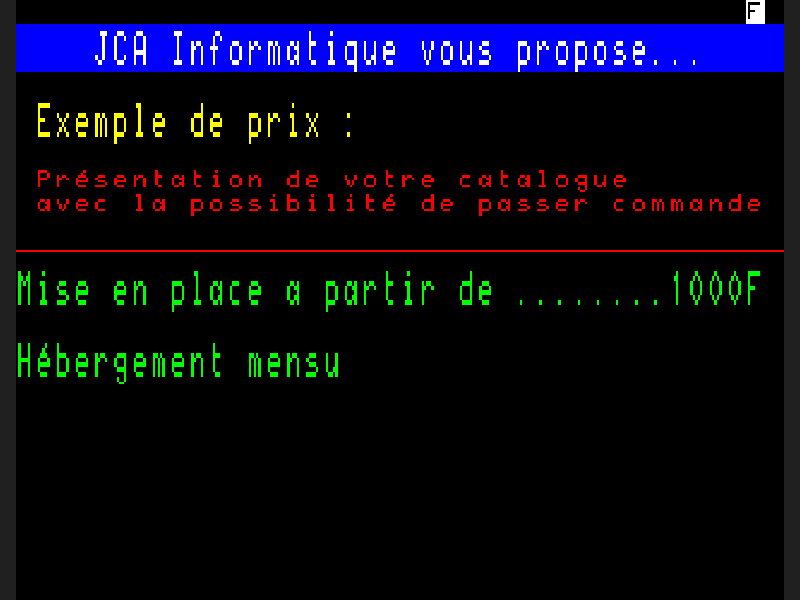 F
JCA Informatique vous propose...
Exemple de prix :
Présentation de votre catalogue
avec la possibilité de passer commande
Mise en place a partir de ........1000F
Hébergement mensu